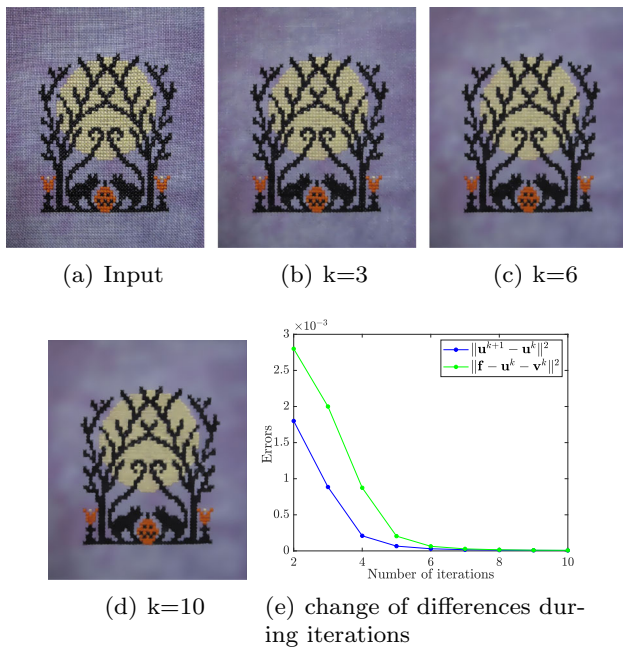 (a) Input
(b) k=3
(c) k=6
×10⁻³
3
2.5
2
1.5
1
0.5
0
Errors
‖u^{k+1} − u^k‖²
‖f − u^k − v^k‖²
2 4 6 8 10
Number of iterations
(d) k=10
(e) change of differences dur-
ing iterations